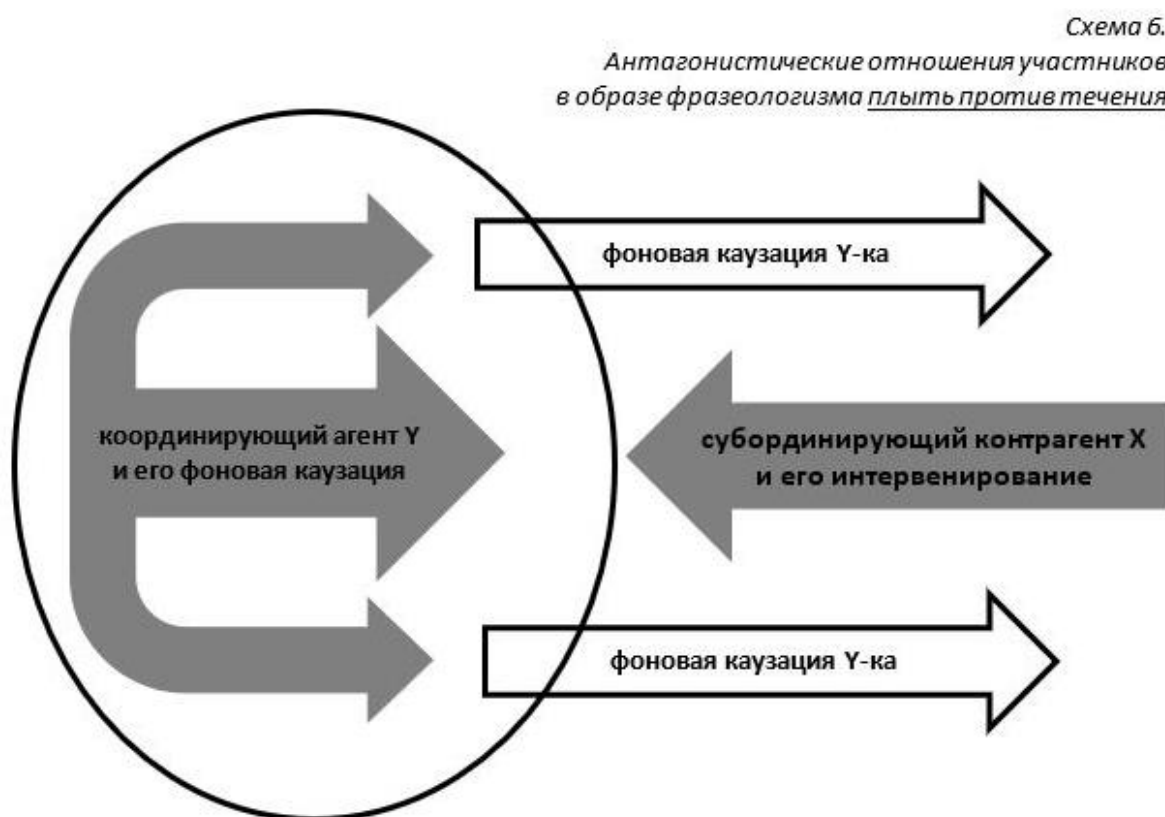 Схема 6.
Антагонистические отношения участников
в образе фразеологизма плыть против течения
фоновая каузация Y-ка
координирующий агент Y
и его фоновая каузация
субординирующий контрагент X
и его интервенирование
фоновая каузация Y-ка